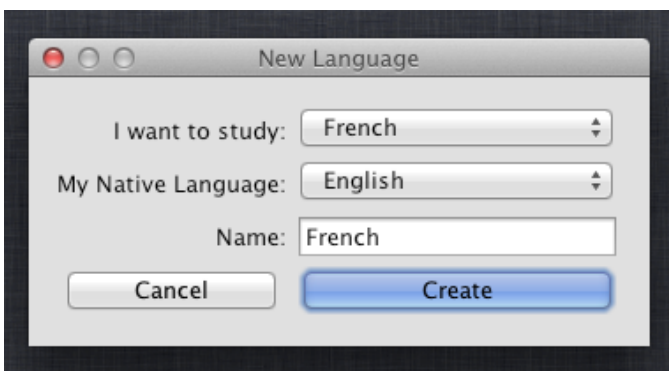 New Language
I want to study: French
My Native Language: English
Name: French
Cancel Create